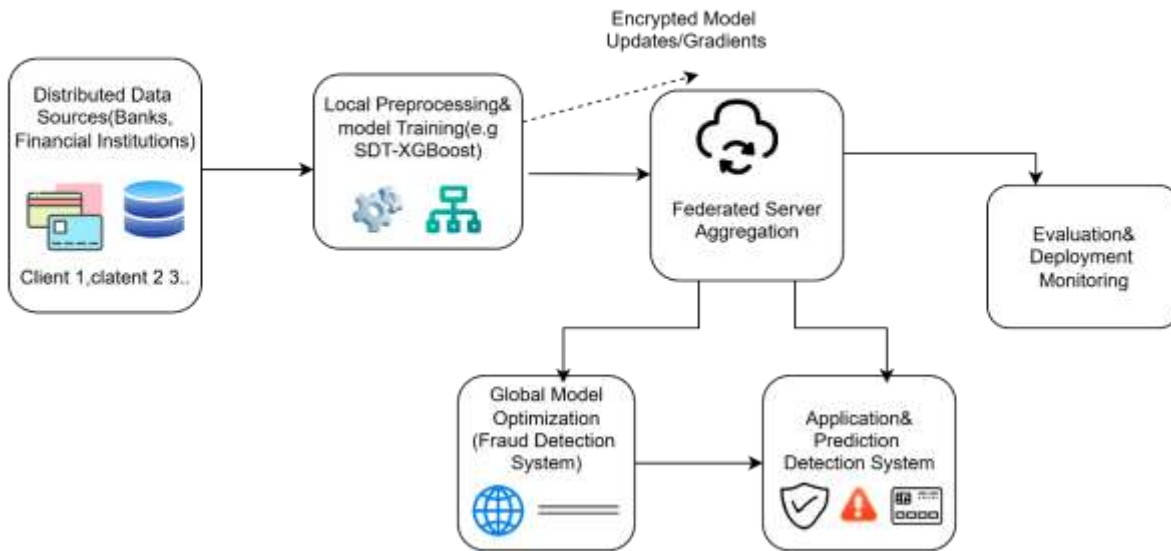 Encrypted Model
Updates/Gradients
Distributed Data
Sources(Banks,
Financial Institutions)
Client 1,clatent 2 3..
Local Preprocessing&
model Training(e.g
SDT-XGBoost)
Federated Server
Aggregation
Evaluation&
Deployment
Monitoring
Global Model
Optimization
(Fraud Detection
System)
Application&
Prediction
Detection System